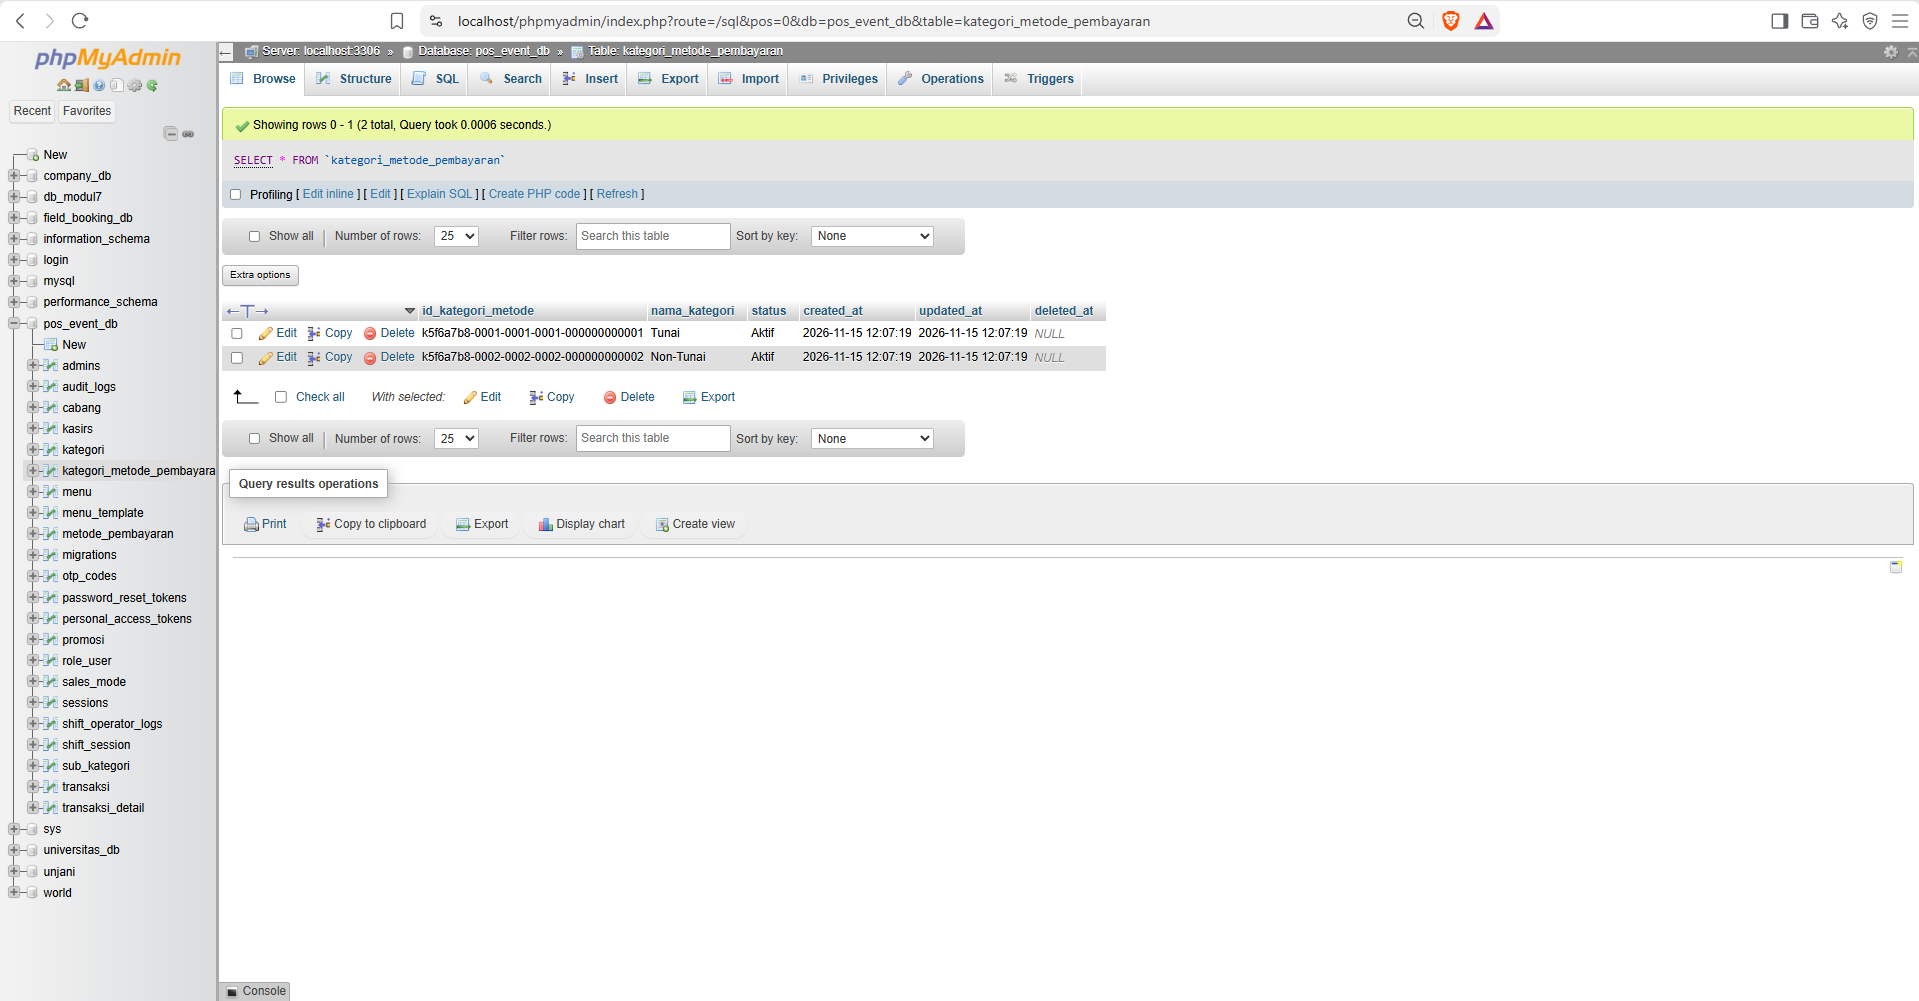 localhost/phpmyadmin/index.php?route=/sql&pos=0&db=pos_event_db&table=kategori_metode_pembayaran
phpMyAdmin
Recent Favorites
New
company_db
db_modul7
field_booking_db
information_schema
login
mysql
performance_schema
pos_event_db
New
admins
audit_logs
cabang
kasirs
kategori
kategori_metode_pembayara
menu
menu_template
metode_pembayaran
migrations
otp_codes
password_reset_tokens
personal_access_tokens
promosi
role_user
sales_mode
sessions
shift_operator_logs
shift_session
sub_kategori
transaksi
transaksi_detail
sys
universitas_db
unjani
world
Server: localhost:3306 » Database: pos_event_db » Table: kategori_metode_pembayaran
Browse Structure SQL Search Insert Export Import Privileges Operations Triggers
Showing rows 0 - 1 (2 total, Query took 0.0006 seconds.)
SELECT * FROM `kategori_metode_pembayaran`
Profiling [ Edit inline ] [ Edit ] [ Explain SQL ] [ Create PHP code ] [ Refresh ]
Show all Number of rows: 25 Filter rows: Search this table Sort by key: None
Extra options
←T→ id_kategori_metode nama_kategori status created_at updated_at deleted_at
Edit Copy Delete k5f6a7b8-0001-0001-0001-000000000001 Tunai Aktif 2026-11-15 12:07:19 2026-11-15 12:07:19 NULL
Edit Copy Delete k5f6a7b8-0002-0002-0002-000000000002 Non-Tunai Aktif 2026-11-15 12:07:19 2026-11-15 12:07:19 NULL
Check all With selected: Edit Copy Delete Export
Show all Number of rows: 25 Filter rows: Search this table Sort by key: None
Query results operations
Print Copy to clipboard Export Display chart Create view
Console